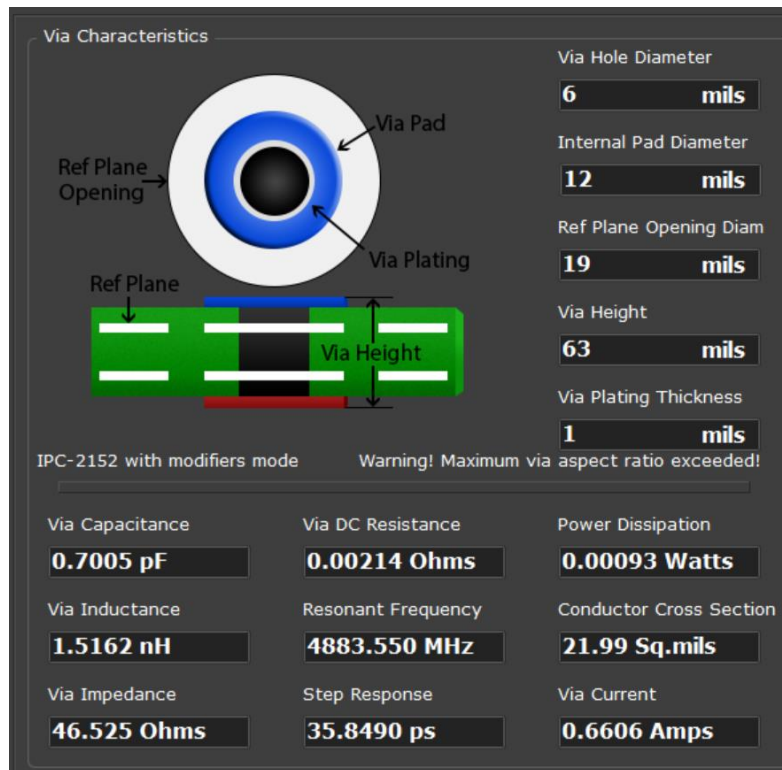 Via Characteristics
Via Hole Diameter
6 mils
Via Pad
Internal Pad Diameter
Ref Plane
Opening
12 mils
Ref Plane Opening Diam
Via Plating
19 mils
Ref Plane
Via Height
Via Height
63 mils
Via Plating Thickness
1 mils
IPC-2152 with modifiers mode Warning! Maximum via aspect ratio exceeded!
Via Capacitance Via DC Resistance Power Dissipation
0.7005 pF 0.00214 Ohms 0.00093 Watts
Via Inductance Resonant Frequency Conductor Cross Section
1.5162 nH 4883.550 MHz 21.99 Sq.mils
Via Impedance Step Response Via Current
46.525 Ohms 35.8490 ps 0.6606 Amps